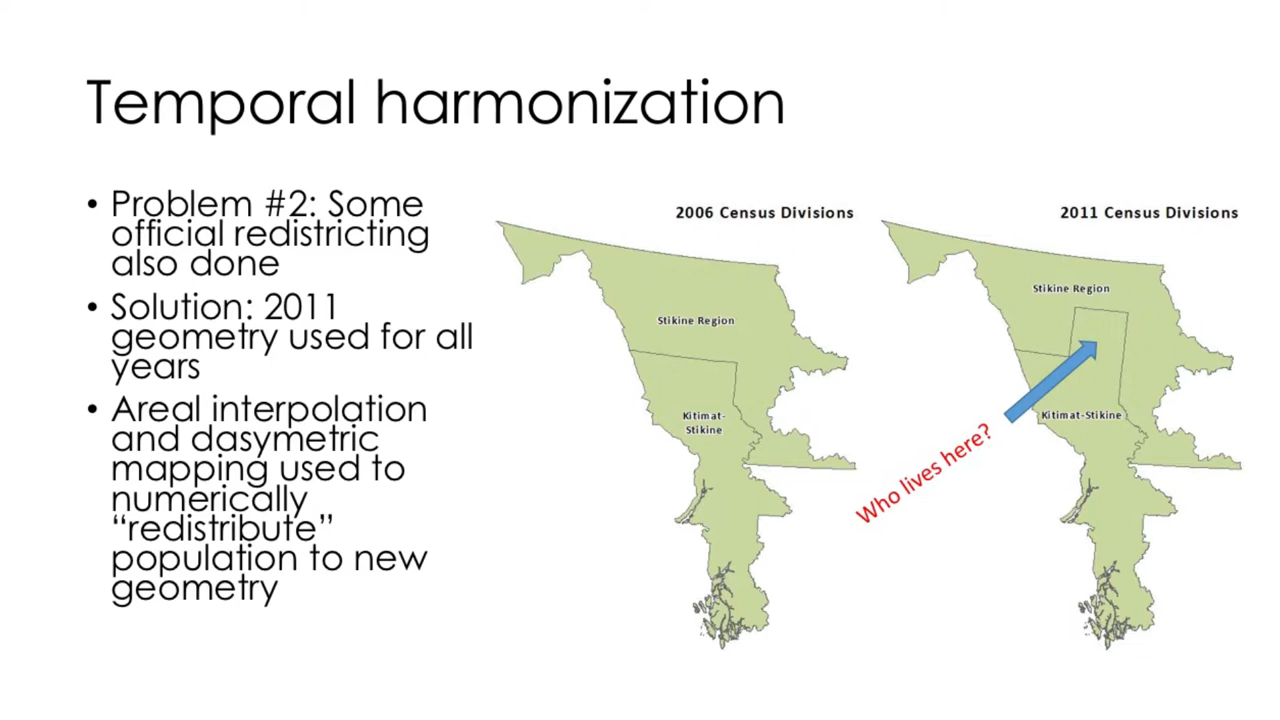 Temporal harmonization
• Problem #2: Some
official redistricting
also done
• Solution: 2011
geometry used for all
years
• Areal interpolation
and dasymetric
mapping used to
numerically
“redistribute”
population to new
geometry
2006 Census Divisions
Stikine Region
Kitimat-
Stikine
2011 Census Divisions
Stikine Region
Kitimat-Stikine
Who lives here?